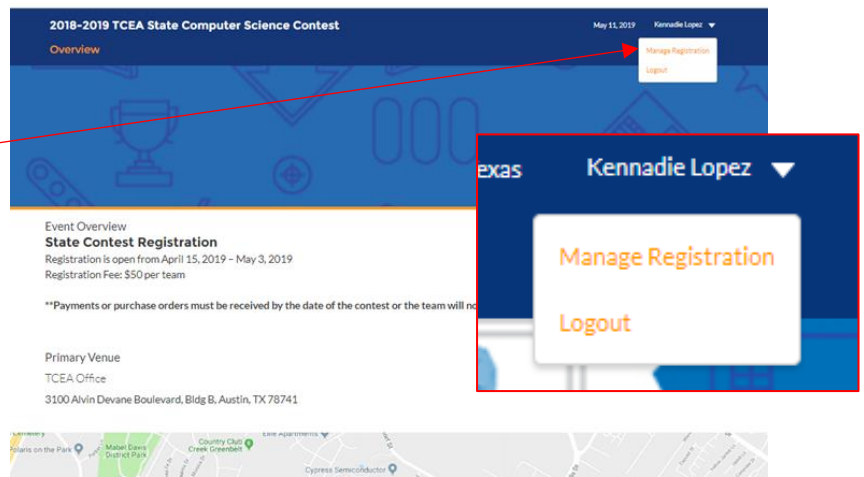 2018-2019 TCEA State Computer Science Contest
May 11, 2019 Kennadie Lopez
Overview
Manage Registration
Logout
exas Kennadie Lopez
Manage Registration
Logout
Event Overview
State Contest Registration
Registration is open from April 15, 2019 – May 3, 2019
Registration Fee: $50 per team
**Payments or purchase orders must be received by the date of the contest or the team will no
Primary Venue
TCEA Office
3100 Alvin Devane Boulevard, Bldg B, Austin, TX 78741
Polaris on the Park
Mabel Davis
District Park
Country Club
Creek Greenbelt
Elite Apartments
Cypress Semiconductor